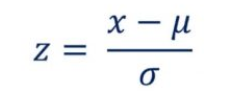 z = (x − μ) / σ